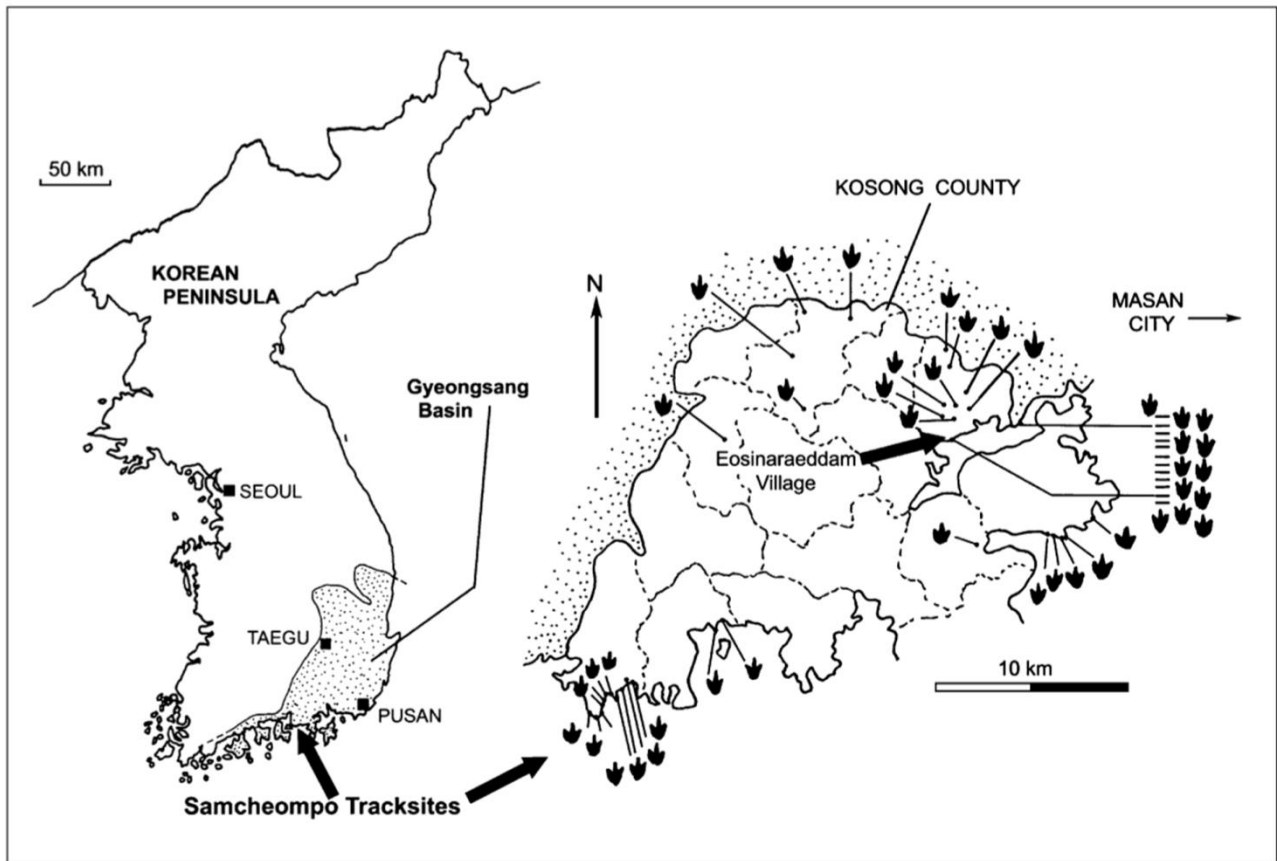 50 km
KOREAN
PENINSULA
Gyeongsang
Basin
SEOUL
TAEGU
PUSAN
Samcheompo Tracksites
N
KOSONG COUNTY
MASAN
CITY
Eosinaraeddam
Village
10 km